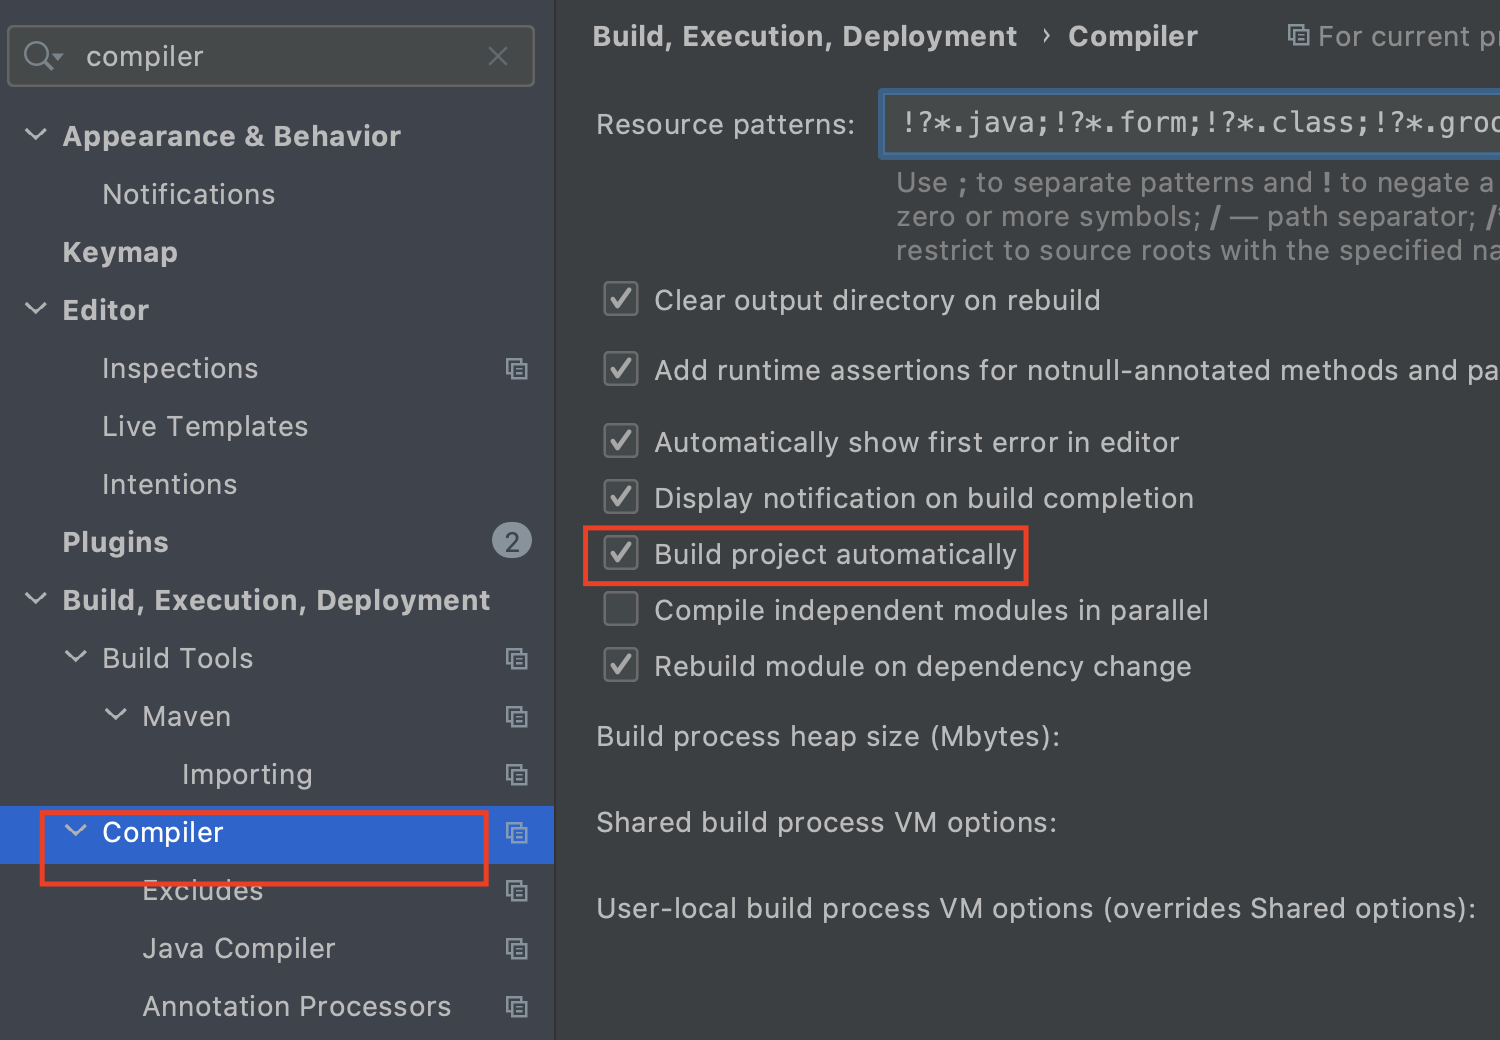 compiler
Appearance & Behavior
Notifications
Keymap
Editor
Inspections
Live Templates
Intentions
Plugins
2
Build, Execution, Deployment
Build Tools
Maven
Importing
Compiler
Excludes
Java Compiler
Annotation Processors
Build, Execution, Deployment › Compiler
For current pr
Resource patterns:
!?*.java;!?*.form;!?*.class;!?*.groo
Use ; to separate patterns and ! to negate a
zero or more symbols; / — path separator; /*
restrict to source roots with the specified na
Clear output directory on rebuild
Add runtime assertions for notnull-annotated methods and pa
Automatically show first error in editor
Display notification on build completion
Build project automatically
Compile independent modules in parallel
Rebuild module on dependency change
Build process heap size (Mbytes):
Shared build process VM options:
User-local build process VM options (overrides Shared options):